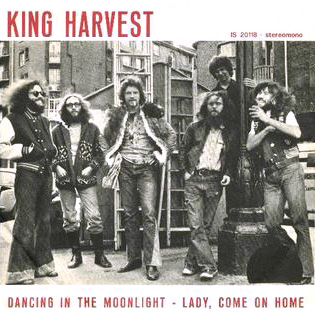 KING HARVEST
IS 20118 - stereomono
DANCING IN THE MOONLIGHT - LADY, COME ON HOME